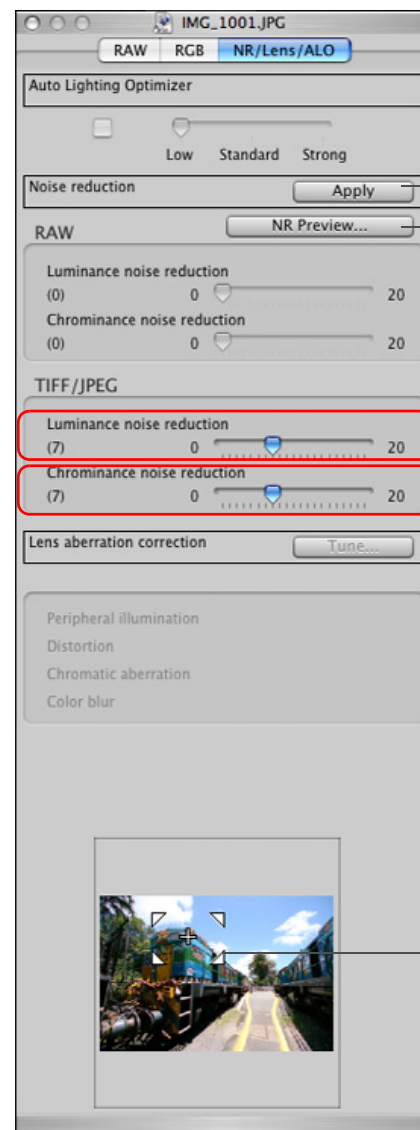 IMG_1001.JPG
RAW RGB NR/Lens/ALO
Auto Lighting Optimizer
Low Standard Strong
Noise reduction Apply
RAW NR Preview...
Luminance noise reduction
(0) 0 20
Chrominance noise reduction
(0) 0 20
TIFF/JPEG
Luminance noise reduction
(7) 0 20
Chrominance noise reduction
(7) 0 20
Lens aberration correction Tune...
Peripheral illumination
Distortion
Chromatic aberration
Color blur